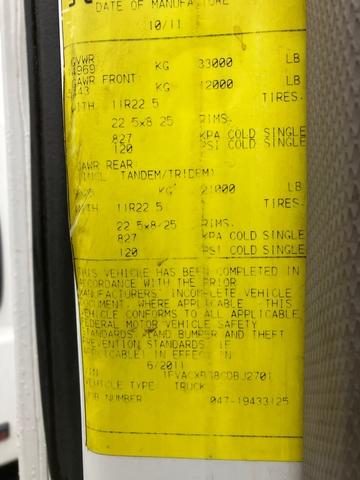 DATE OF MANUFACTURE
10/11
GVWR
KG 33000 LB
GAWR FRONT
KG 12000 LB
WITH 11R22 5 TIRES.
22 5x8 25 RIMS.
827 KPA COLD SINGLE
120 PSI COLD SINGLE
GAWR REAR
TANDEM/TRIDEM)
KG 21000 LB
11R22 5 TIRES.
22 5x8/25 RIMS.
827 KPA COLD SINGLE
120 PSI COLD SINGLE
THIS VEHICLE HAS BEEN COMPLETED IN
ACCORDANCE WITH THE PRIOR
MANUFACTURERS' INCOMPLETE VEHICLE
DOCUMENT, WHERE APPLICABLE. THIS
VEHICLE CONFORMS TO ALL APPLICABLE
FEDERAL MOTOR VEHICLE SAFETY
STANDARDS, AND BUMPER AND THEFT
PREVENTION STANDARDS, IF
APPLICABLE) IN EFFECT IN
6/2011
VIN
VEHICLE TYPE TRUCK
NUMBER 047-19433125